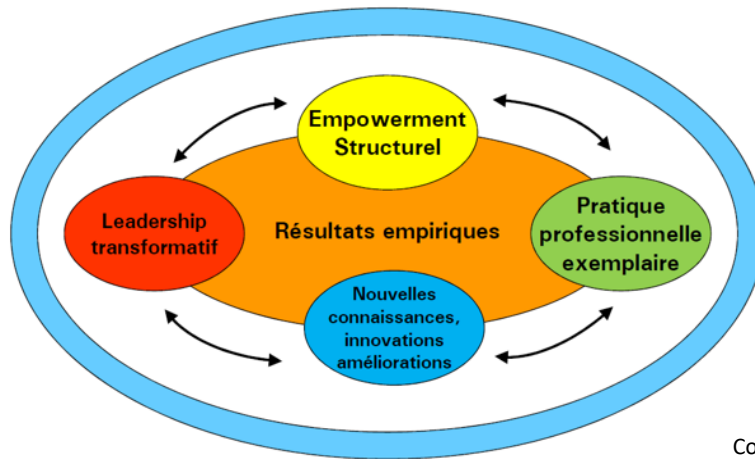 Empowerment
Structurel
Leadership
transformatif
Résultats empiriques
Pratique
professionnelle
exemplaire
Nouvelles
connaissances,
innovations
améliorations
Co